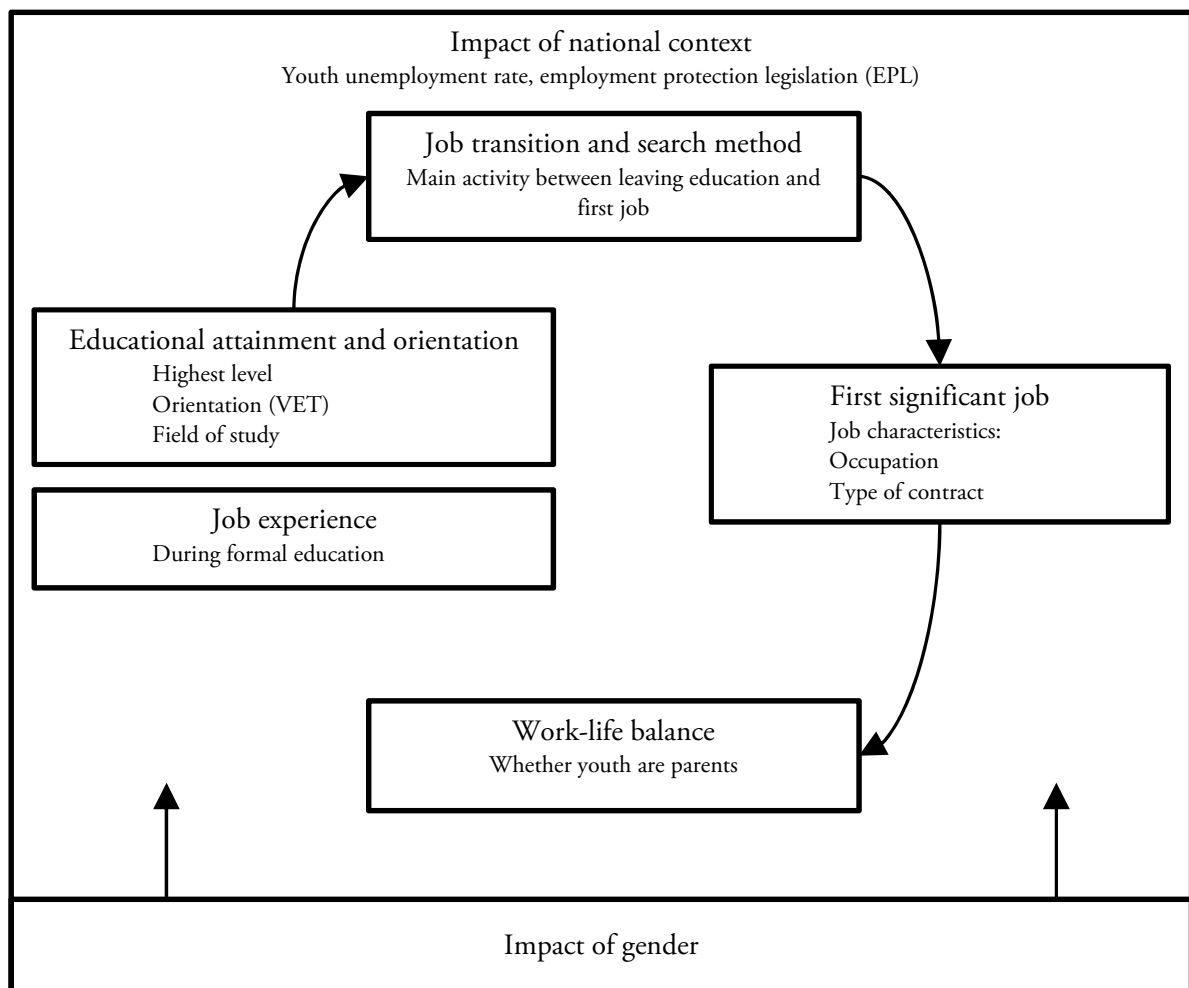 Impact of national context
Youth unemployment rate, employment protection legislation (EPL)
Job transition and search method
Main activity between leaving education and
first job
Educational attainment and orientation
Highest level
Orientation (VET)
Field of study
First significant job
Job characteristics:
Occupation
Type of contract
Job experience
During formal education
Work-life balance
Whether youth are parents
Impact of gender